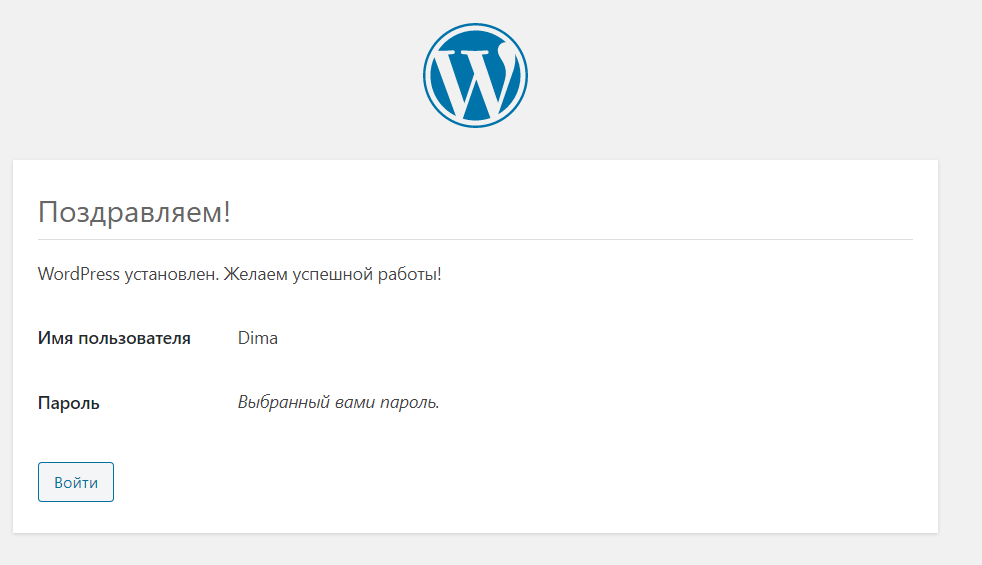 Поздравляем!
WordPress установлен. Желаем успешной работы!
Имя пользователя Dima
Пароль Выбранный вами пароль.
Войти